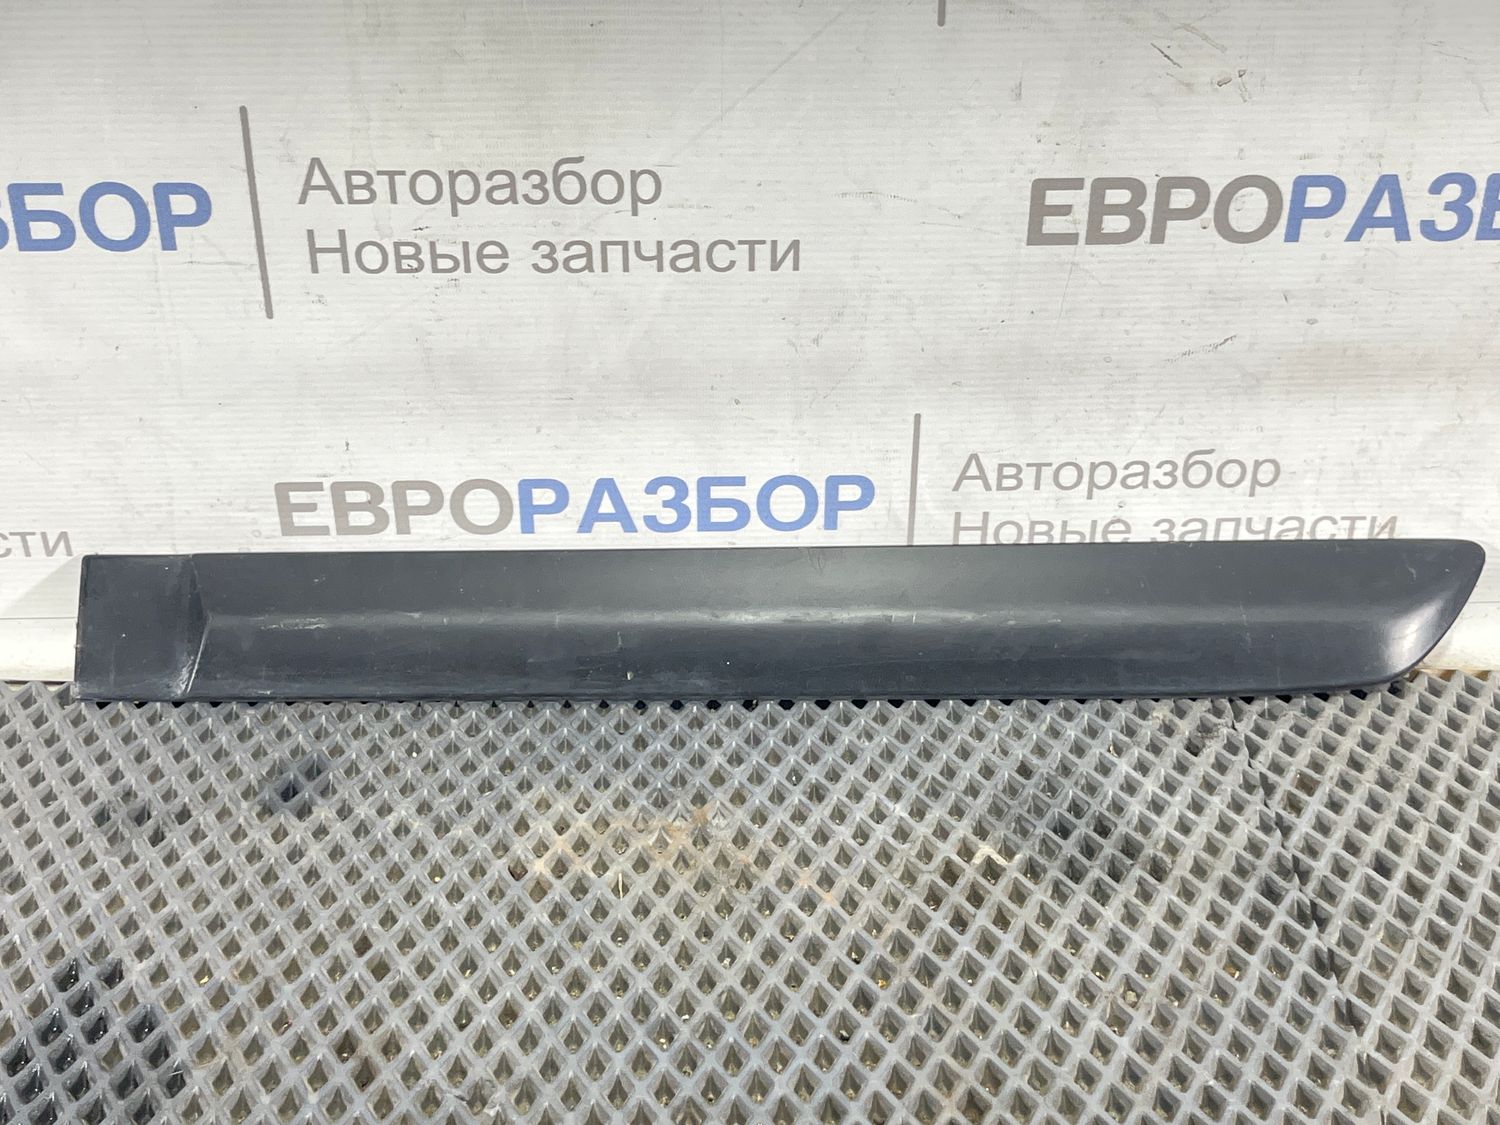 ЗБОР
Авторазбор
Новые запчасти
ЕВРОРАЗБ
ЕВРОРАЗБОР
Авторазбор
Новые запчасти
сти